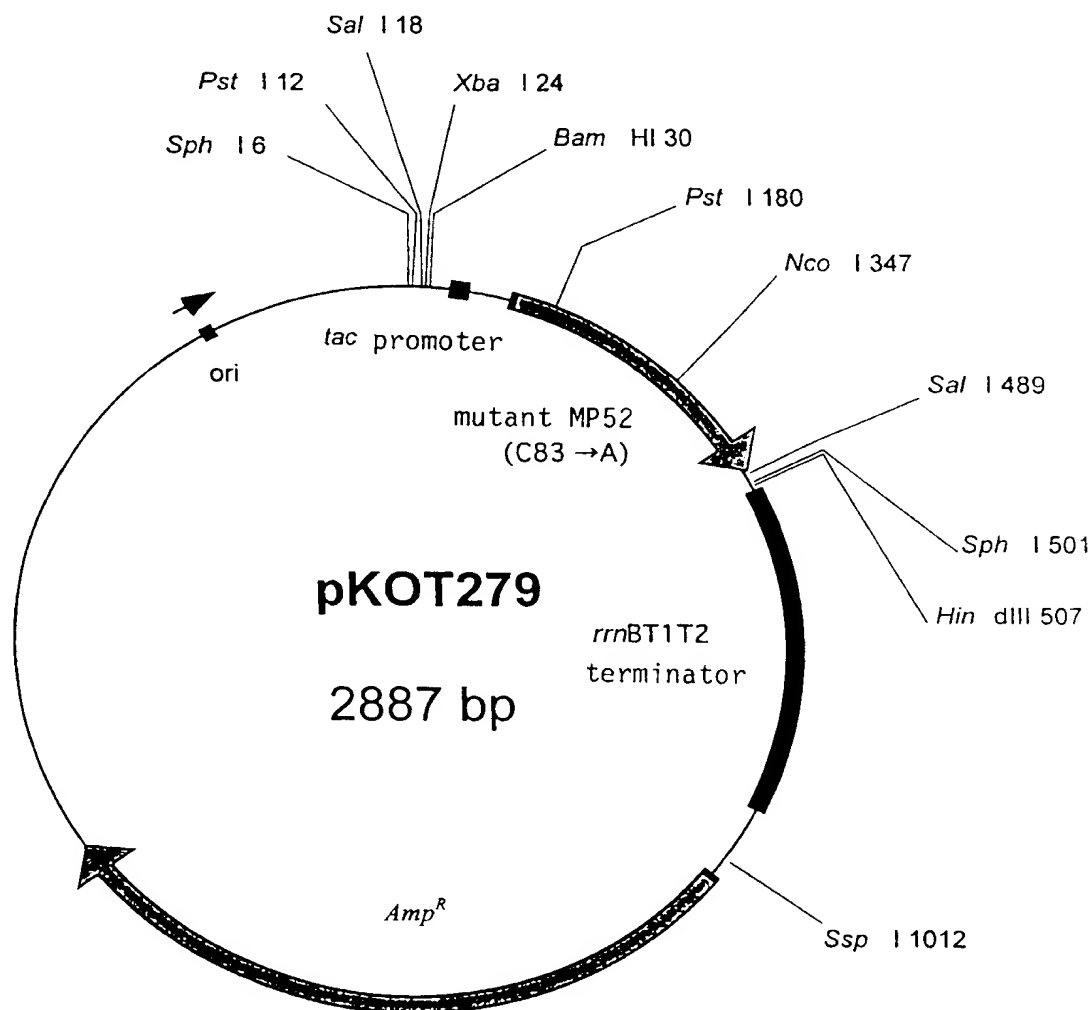 Sal I 18
Pst I 12
Xba I 24
Sph I 6
Bam HI 30
Pst I 180
Nco I 347
tac promoter
ori
Sal I 489
mutant MP52
(C83 → A)
Sph I 501
pKOT279
Hin dIII 507
rrnBT1T2
terminator
2887 bp
Amp^R
Ssp I 1012